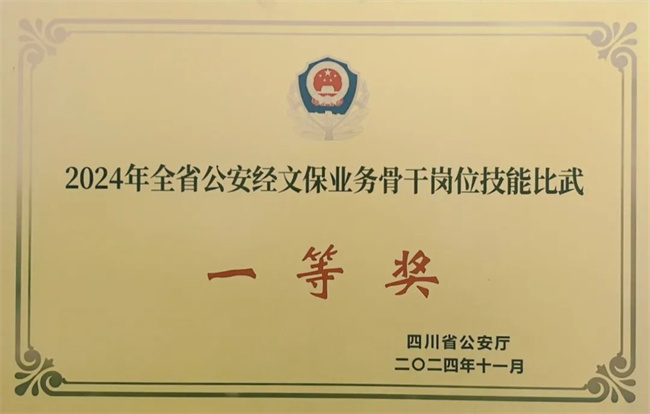 2024年全省公安经文保业务骨干岗位技能比武
一等奖
四川省公安厅
二〇二四年十一月